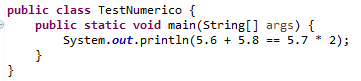 public class TestNumerico {
    public static void main(String[] args) {
        System.out.println(5.6 + 5.8 == 5.7 * 2);
    }
}